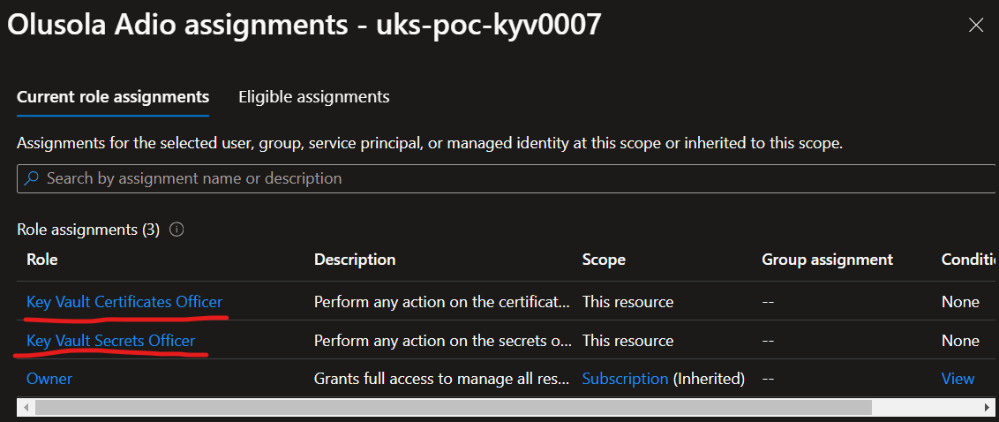 Olusola Adio assignments - uks-poc-kyv0007
Current role assignments Eligible assignments
Assignments for the selected user, group, service principal, or managed identity at this scope or inherited to this scope.
Search by assignment name or description
Role assignments (3)
Role Description Scope Group assignment Conditi
Key Vault Certificates Officer Perform any action on the certificat... This resource -- None
Key Vault Secrets Officer Perform any action on the secrets o... This resource -- None
Owner Grants full access to manage all res... Subscription (Inherited) -- View